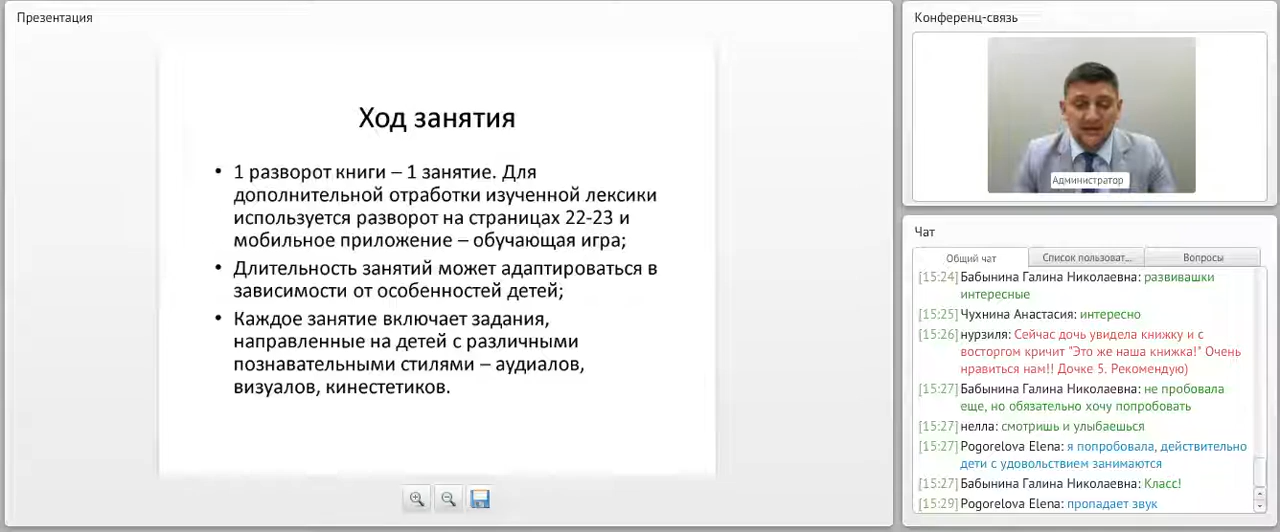 Презентация
Ход занятия
• 1 разворот книги – 1 занятие. Для
дополнительной отработки изученной лексики
используется разворот на страницах 22-23 и
мобильное приложение – обучающая игра;
• Длительность занятий может адаптироваться в
зависимости от особенностей детей;
• Каждое занятие включает задания,
направленные на детей с различными
познавательными стилями – аудиалов,
визуалов, кинестетиков.
Конференц-связь
Администратор
Чат
Общий чат
Список пользоват...
Вопросы
[15:24] Бабынина Галина Николаевна: развивашки
интересные
[15:25] Чухнина Анастасия: интересно
[15:26] нурзиля: Сейчас дочь увидела книжку и с
восторгом кричит "Это же наша книжка!" Очень
нравиться нам!! Дочке 5. Рекомендую)
[15:27] Бабынина Галина Николаевна: не пробовала
еще, но обязательно хочу попробовать
[15:27] нелла: смотришь и улыбаешься
[15:27] Pogorelova Elena: я попробовала, действительно
дети с удовольствием занимаются
[15:27] Бабынина Галина Николаевна: Класс!
[15:29] Pogorelova Elena: пропадает звук